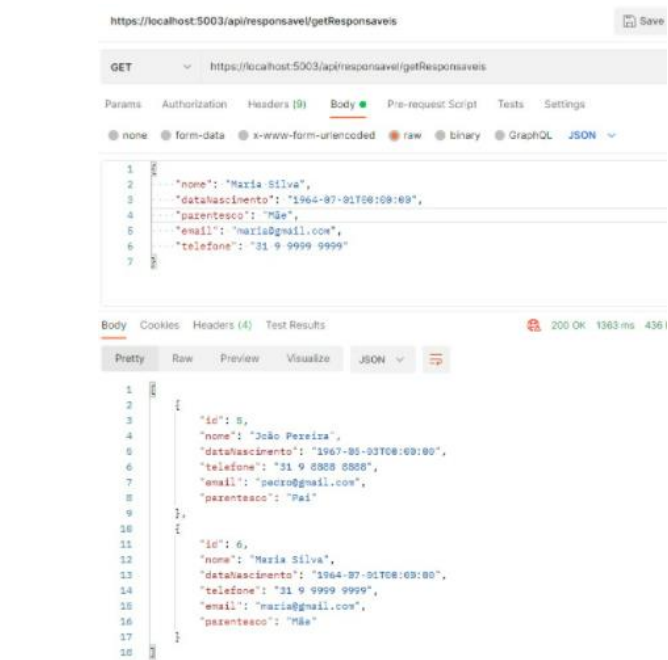 https://localhost:5003/api/responsavel/getResponsaveis
Save
GET https://localhost:5003/api/responsavel/getResponsaveis
Params Authorization Headers (9) Body Pre-request Script Tests Settings
none form-data x-www-form-urlencoded raw binary GraphQL JSON
1 {
2 "nome": "Maria Silva",
3 "dataNascimento": "1964-07-01T00:00:00",
4 "parentesco": "Mãe",
5 "email": "maria@gmail.com",
6 "telefone": "31 9 9999 9999"
7 }
Body Cookies Headers (4) Test Results 200 OK 1363 ms 436
Pretty Raw Preview Visualize JSON
1 [
2 {
3 "id": 5,
4 "nome": "João Pereira",
5 "dataNascimento": "1967-05-03T00:00:00",
6 "telefone": "31 9 8888 8888",
7 "email": "pedro@gmail.com",
8 "parentesco": "Pai"
9 },
10 {
11 "id": 6,
12 "nome": "Maria Silva",
13 "dataNascimento": "1964-07-01T00:00:00",
14 "telefone": "31 9 9999 9999",
15 "email": "maria@gmail.com",
16 "parentesco": "Mãe"
17 }
18 ]